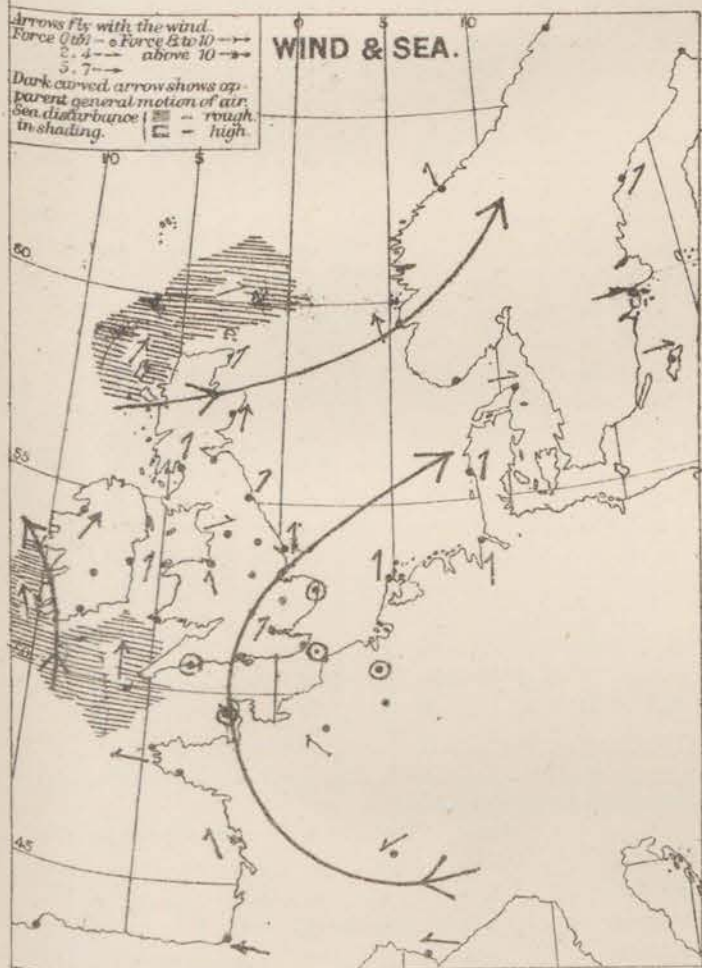 Arrows fly with the wind.
Force 0 to 1 - Force 8 to 10
2. 4 - above 10
5. 7 -
Dark curved arrow shows ap-
parent general motion of air.
Sea disturbance - rough.
in shading. - high.
WIND & SEA.
0 5 10
10 5
60
55
45